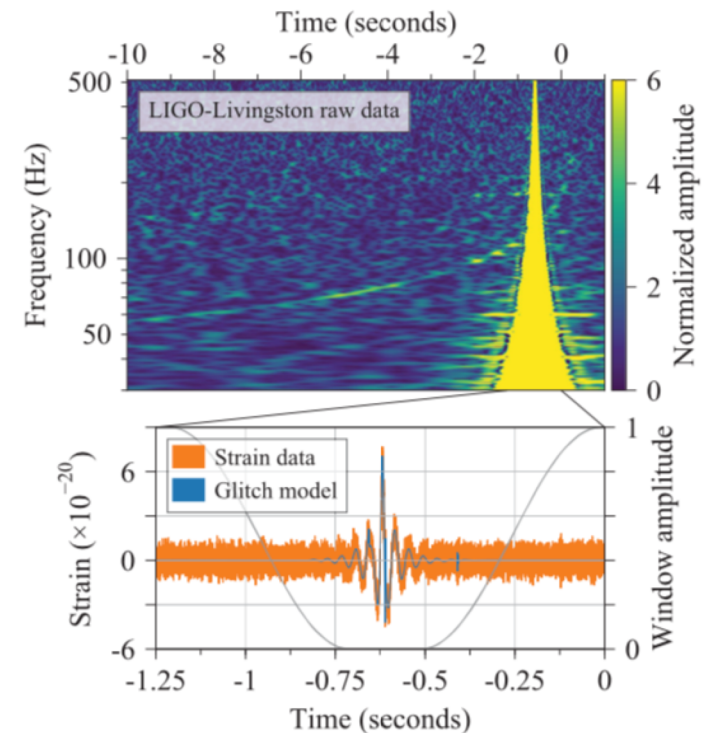 Time (seconds)
-10 -8 -6 -4 -2 0
500
100
50
Frequency (Hz)
LIGO-Livingston raw data
6
4
2
0
Normalized amplitude
Strain data
Glitch model
6
0
-6
Strain (×10⁻²⁰)
1
0
Window amplitude
-1.25 -1 -0.75 -0.5 -0.25 0
Time (seconds)